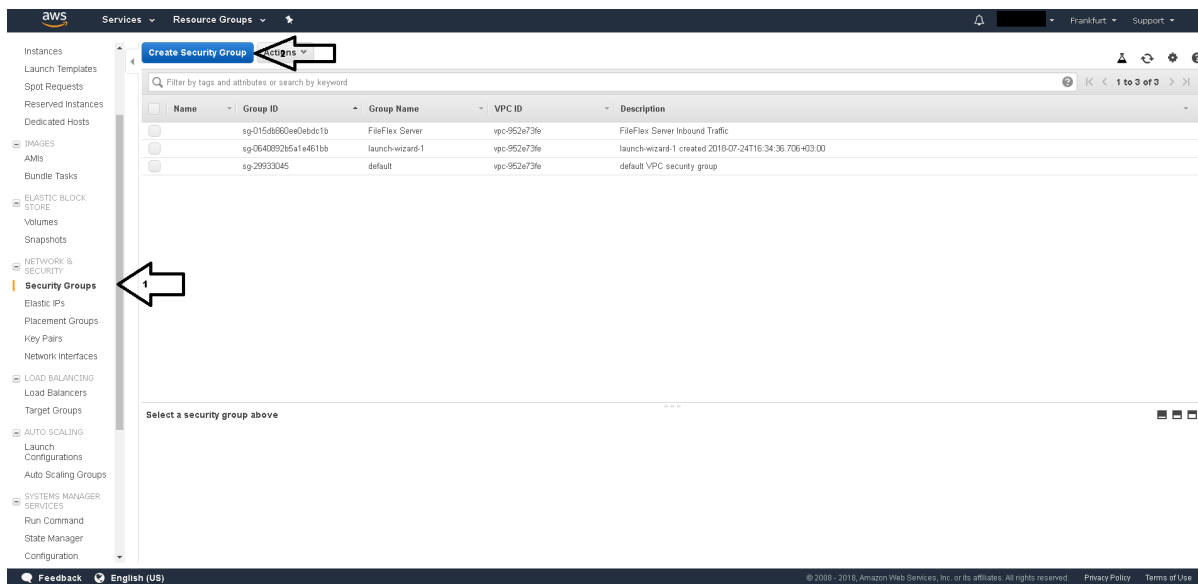 aws
Services
Resource Groups
Frankfurt
Support
Instances
Launch Templates
Spot Requests
Reserved Instances
Dedicated Hosts
IMAGES
AMIs
Bundle Tasks
ELASTIC BLOCK
STORE
Volumes
Snapshots
NETWORK &
SECURITY
Security Groups
Elastic IPs
Placement Groups
Key Pairs
Network Interfaces
LOAD BALANCING
Load Balancers
Target Groups
AUTO SCALING
Launch
Configurations
Auto Scaling Groups
SYSTEMS MANAGER
SERVICES
Run Command
State Manager
Configuration
1
Create Security Group
Actions
2
Filter by tags and attributes or search by keyword
1 to 3 of 3
Name Group ID Group Name VPC ID Description
sg-015db860ee0ebdc1b FileFlex Server vpc-952e73fe FileFlex Server Inbound Traffic
sg-0640892b5a1e461bb launch-wizard-1 vpc-952e73fe launch-wizard-1 created 2018-07-24T16:34:36.706+03:00
sg-29933045 default vpc-952e73fe default VPC security group
Select a security group above
Feedback English (US)
© 2008 - 2018, Amazon Web Services, Inc. or its affiliates. All rights reserved. Privacy Policy Terms of Use